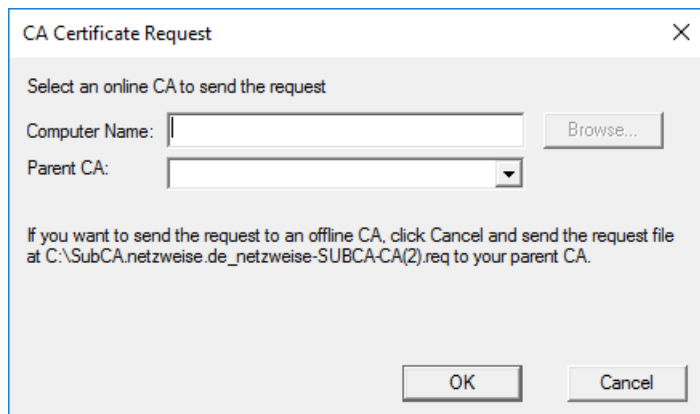 CA Certificate Request
Select an online CA to send the request
Computer Name:
Browse...
Parent CA:
If you want to send the request to an offline CA, click Cancel and send the request file
at C:\SubCA.netzweise.de_netzweise-SUBCA-CA(2).req to your parent CA.
OK
Cancel